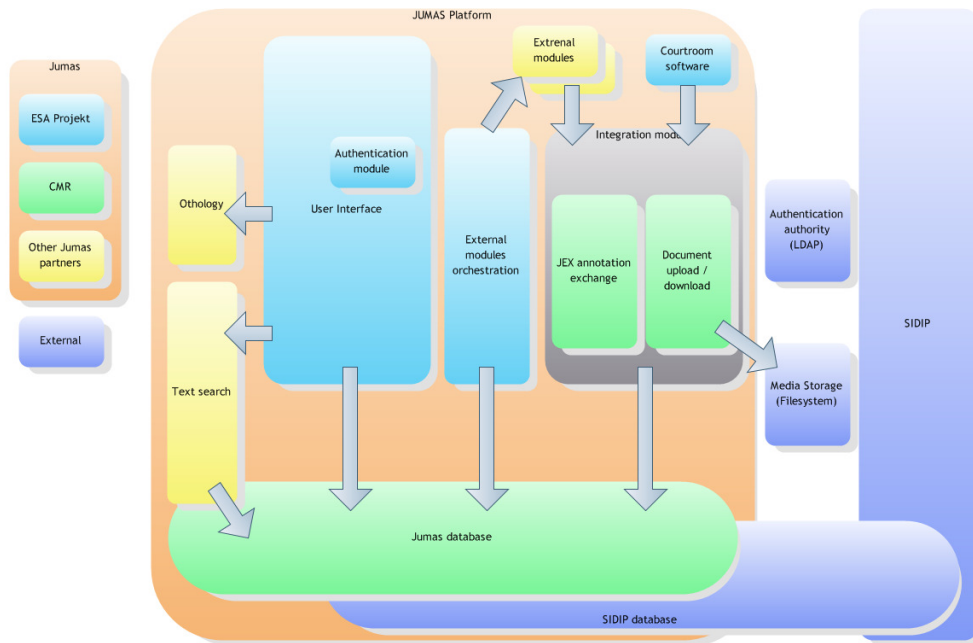 JUMAS Platform
Jumas
ESA Projekt
CMR
Other Jumas
partners
External
Othology
Text search
Authentication
module
User Interface
External
modules
orchestration
Extrenal
modules
Courtroom
software
JEX annotation
exchange
Document
upload /
download
Authentication
authority
(LDAP)
Media Storage
(Filesystem)
SIDIP
Jumas database
SIDIP database
Integration modu